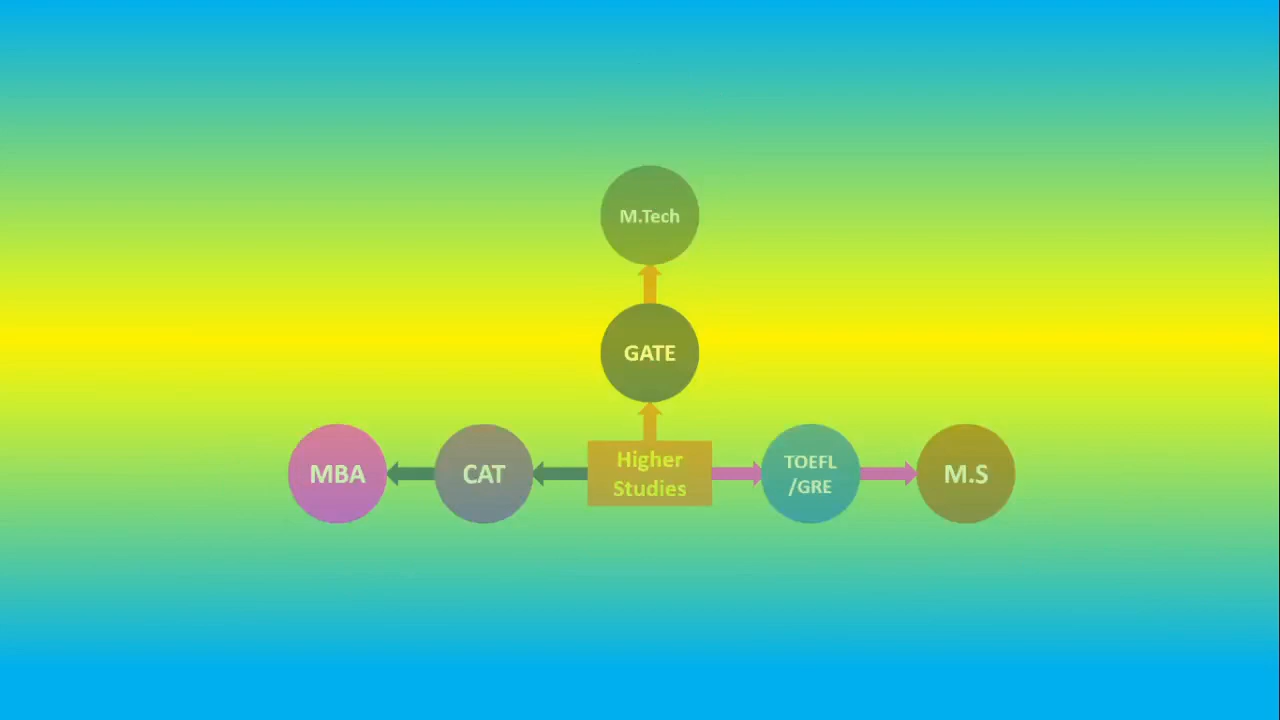 M.Tech
GATE
MBA
CAT
Higher
Studies
TOEFL
/GRE
M.S